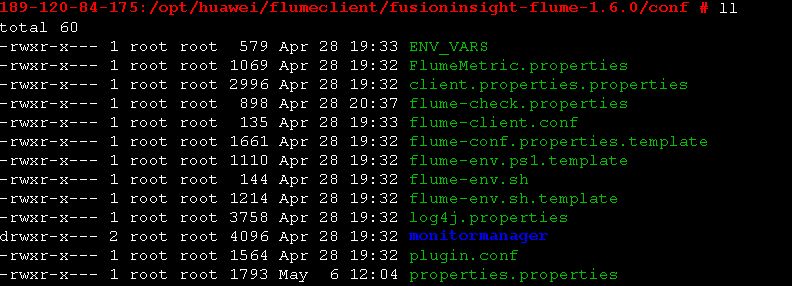 189-120-84-175:/opt/huawei/flumeclient/fusioninsight-flume-1.6.0/conf # ll
total 60
-rwxr-x--- 1 root root  579 Apr 28 19:33 ENV_VARS
-rwxr-x--- 1 root root 1069 Apr 28 19:32 FlumeMetric.properties
-rwxr-x--- 1 root root 2996 Apr 28 19:32 client.properties.properties
-rwxr-x--- 1 root root  898 Apr 28 20:37 flume-check.properties
-rwxr-x--- 1 root root  135 Apr 28 19:33 flume-client.conf
-rwxr-x--- 1 root root 1661 Apr 28 19:32 flume-conf.properties.template
-rwxr-x--- 1 root root 1110 Apr 28 19:32 flume-env.ps1.template
-rwxr-x--- 1 root root  144 Apr 28 19:32 flume-env.sh
-rwxr-x--- 1 root root 1214 Apr 28 19:32 flume-env.sh.template
-rwxr-x--- 1 root root 3758 Apr 28 19:32 log4j.properties
drwxr-x--- 2 root root 4096 Apr 28 19:32 monitormanager
-rwxr-x--- 1 root root 1564 Apr 28 19:32 plugin.conf
-rwxr-x--- 1 root root 1793 May  6 12:04 properties.properties